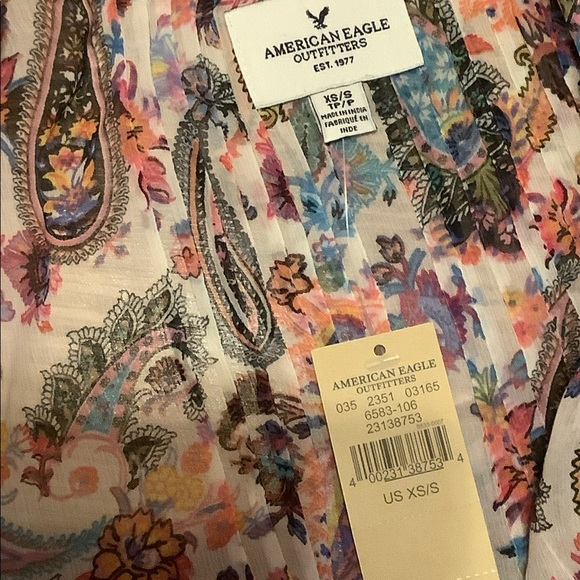 AMERICAN EAGLE
OUTFITTERS
EST. 1977
XS/S
TP/P
MADE IN INDIA
FABRIQUÉ EN
INDE
AMERICAN EAGLE
OUTFITTERS
035 2351 03165
6583-106
23138753
4 00231 38753 4
US XS/S